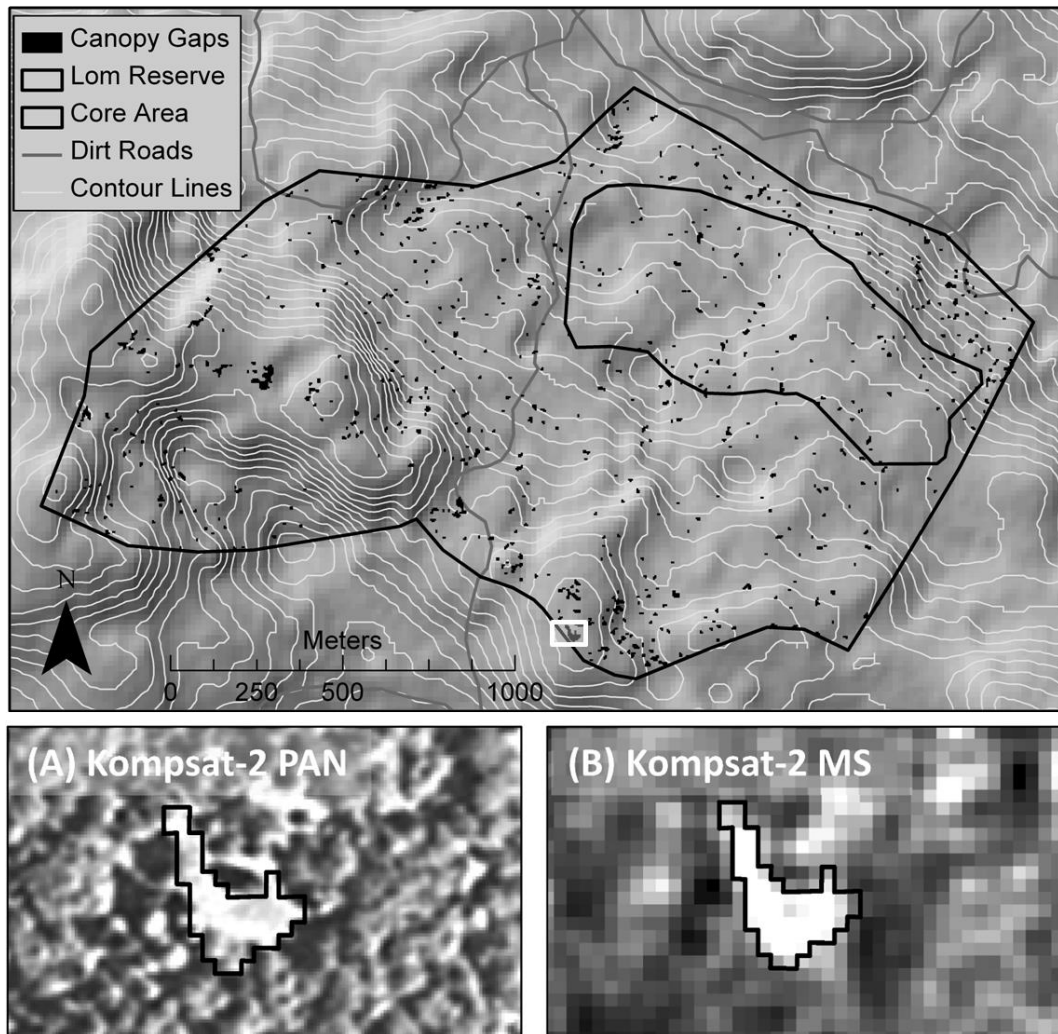 Canopy Gaps
Lom Reserve
Core Area
Dirt Roads
Contour Lines
N
Meters
0 250 500 1000
(A) Kompsat-2 PAN
(B) Kompsat-2 MS